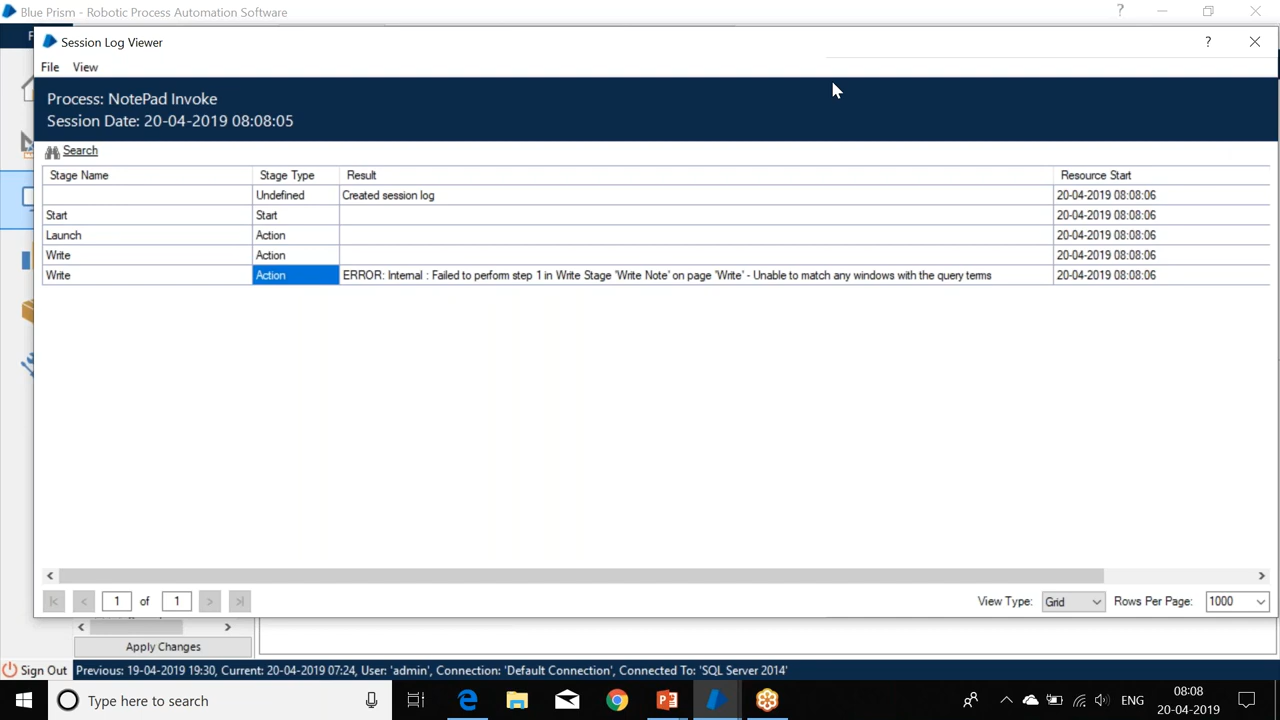 Blue Prism - Robotic Process Automation Software
Session Log Viewer
File View
Process: NotePad Invoke
Session Date: 20-04-2019 08:08:05
Search
Stage Name Stage Type Result Resource Start
Undefined Created session log 20-04-2019 08:08:06
Start Start 20-04-2019 08:08:06
Launch Action 20-04-2019 08:08:06
Write Action 20-04-2019 08:08:06
Write Action ERROR: Internal : Failed to perform step 1 in Write Stage 'Write Note' on page 'Write' - Unable to match any windows with the query terms 20-04-2019 08:08:06
1 of 1 View Type: Grid Rows Per Page: 1000
Apply Changes
Sign Out Previous: 19-04-2019 19:30, Current: 20-04-2019 07:24, User: 'admin', Connection: 'Default Connection', Connected To: 'SQL Server 2014'
Type here to search ENG 08:08
20-04-2019